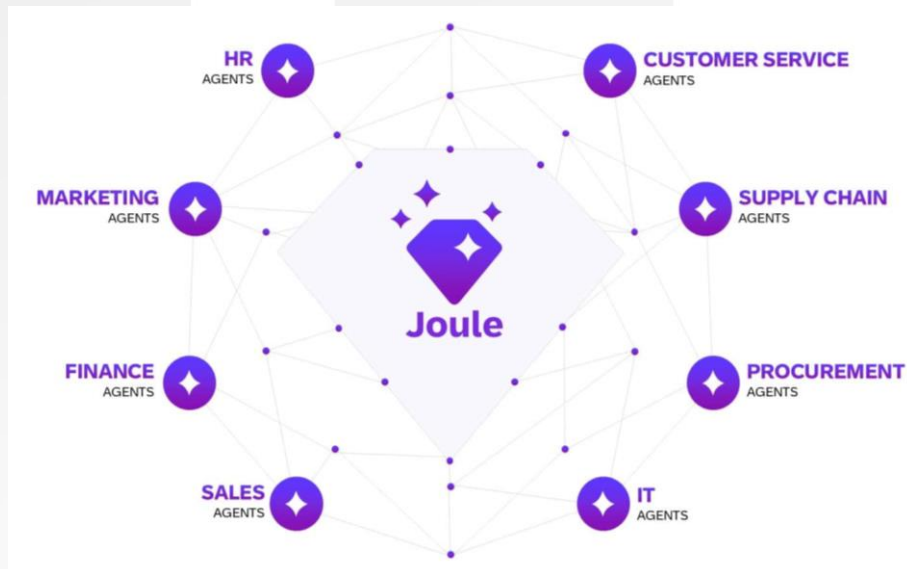 HR
AGENTS
CUSTOMER SERVICE
AGENTS
MARKETING
AGENTS
SUPPLY CHAIN
AGENTS
Joule
FINANCE
AGENTS
PROCUREMENT
AGENTS
SALES
AGENTS
IT
AGENTS